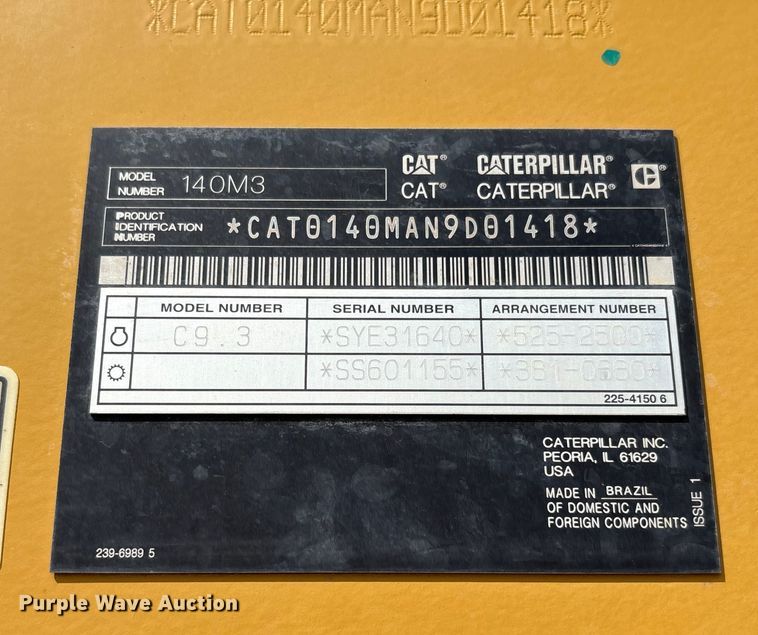 *CAT0140MAN9D01418*
MODEL NUMBER 140M3
CAT® CATERPILLAR®
CAT® CATERPILLAR®
PRODUCT IDENTIFICATION NUMBER *CAT0140MAN9D01418*
MODEL NUMBER SERIAL NUMBER ARRANGEMENT NUMBER
C9.3 *SYE31640* *525-2500*
*SS601155*
225-4150 6
CATERPILLAR INC.
PEORIA, IL 61629
USA
MADE IN BRAZIL
OF DOMESTIC AND
FOREIGN COMPONENTS
ISSUE 1
239-6989 5
Purple Wave Auction